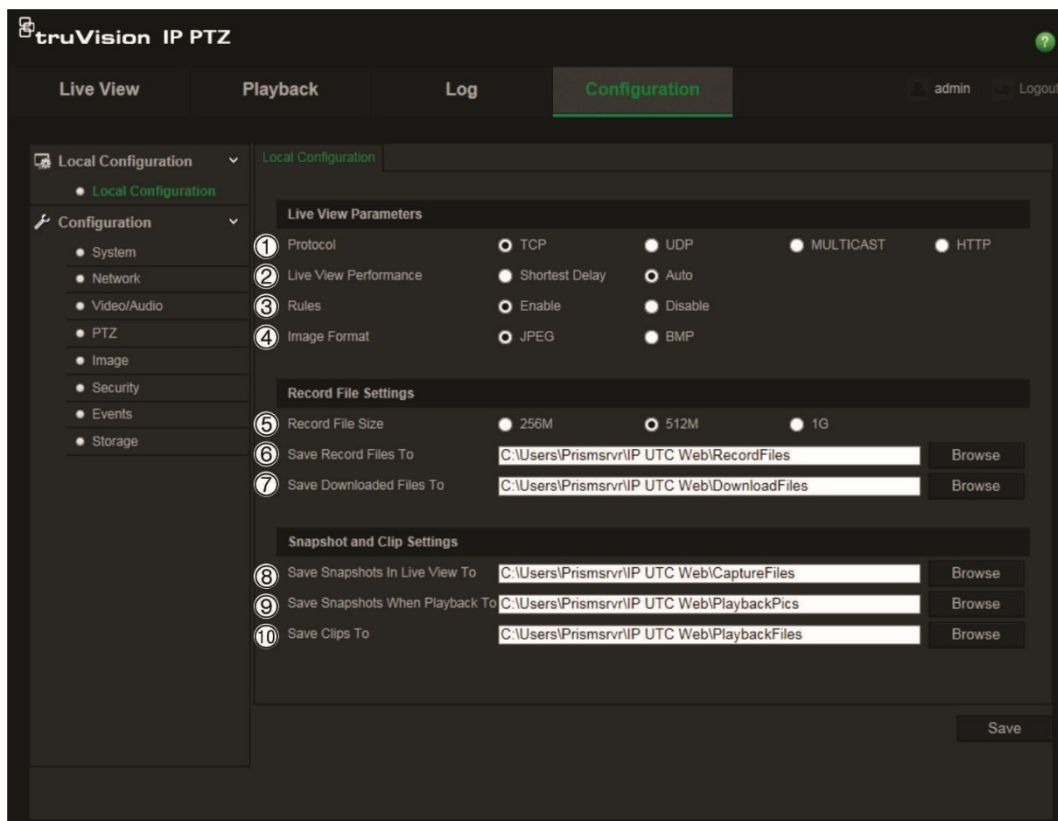 truVision IP PTZ
?
Live View Playback Log Configuration admin Logout
Local Configuration
Local Configuration
Configuration
System
Network
Video/Audio
PTZ
Image
Security
Events
Storage
Local Configuration
Live View Parameters
① Protocol TCP UDP MULTICAST HTTP
② Live View Performance Shortest Delay Auto
③ Rules Enable Disable
④ Image Format JPEG BMP
Record File Settings
⑤ Record File Size 256M 512M 1G
⑥ Save Record Files To C:\Users\Prismsrvr\IP UTC Web\RecordFiles Browse
⑦ Save Downloaded Files To C:\Users\Prismsrvr\IP UTC Web\DownloadFiles Browse
Snapshot and Clip Settings
⑧ Save Snapshots In Live View To C:\Users\Prismsrvr\IP UTC Web\CaptureFiles Browse
⑨ Save Snapshots When Playback To C:\Users\Prismsrvr\IP UTC Web\PlaybackPics Browse
⑩ Save Clips To C:\Users\Prismsrvr\IP UTC Web\PlaybackFiles Browse
Save